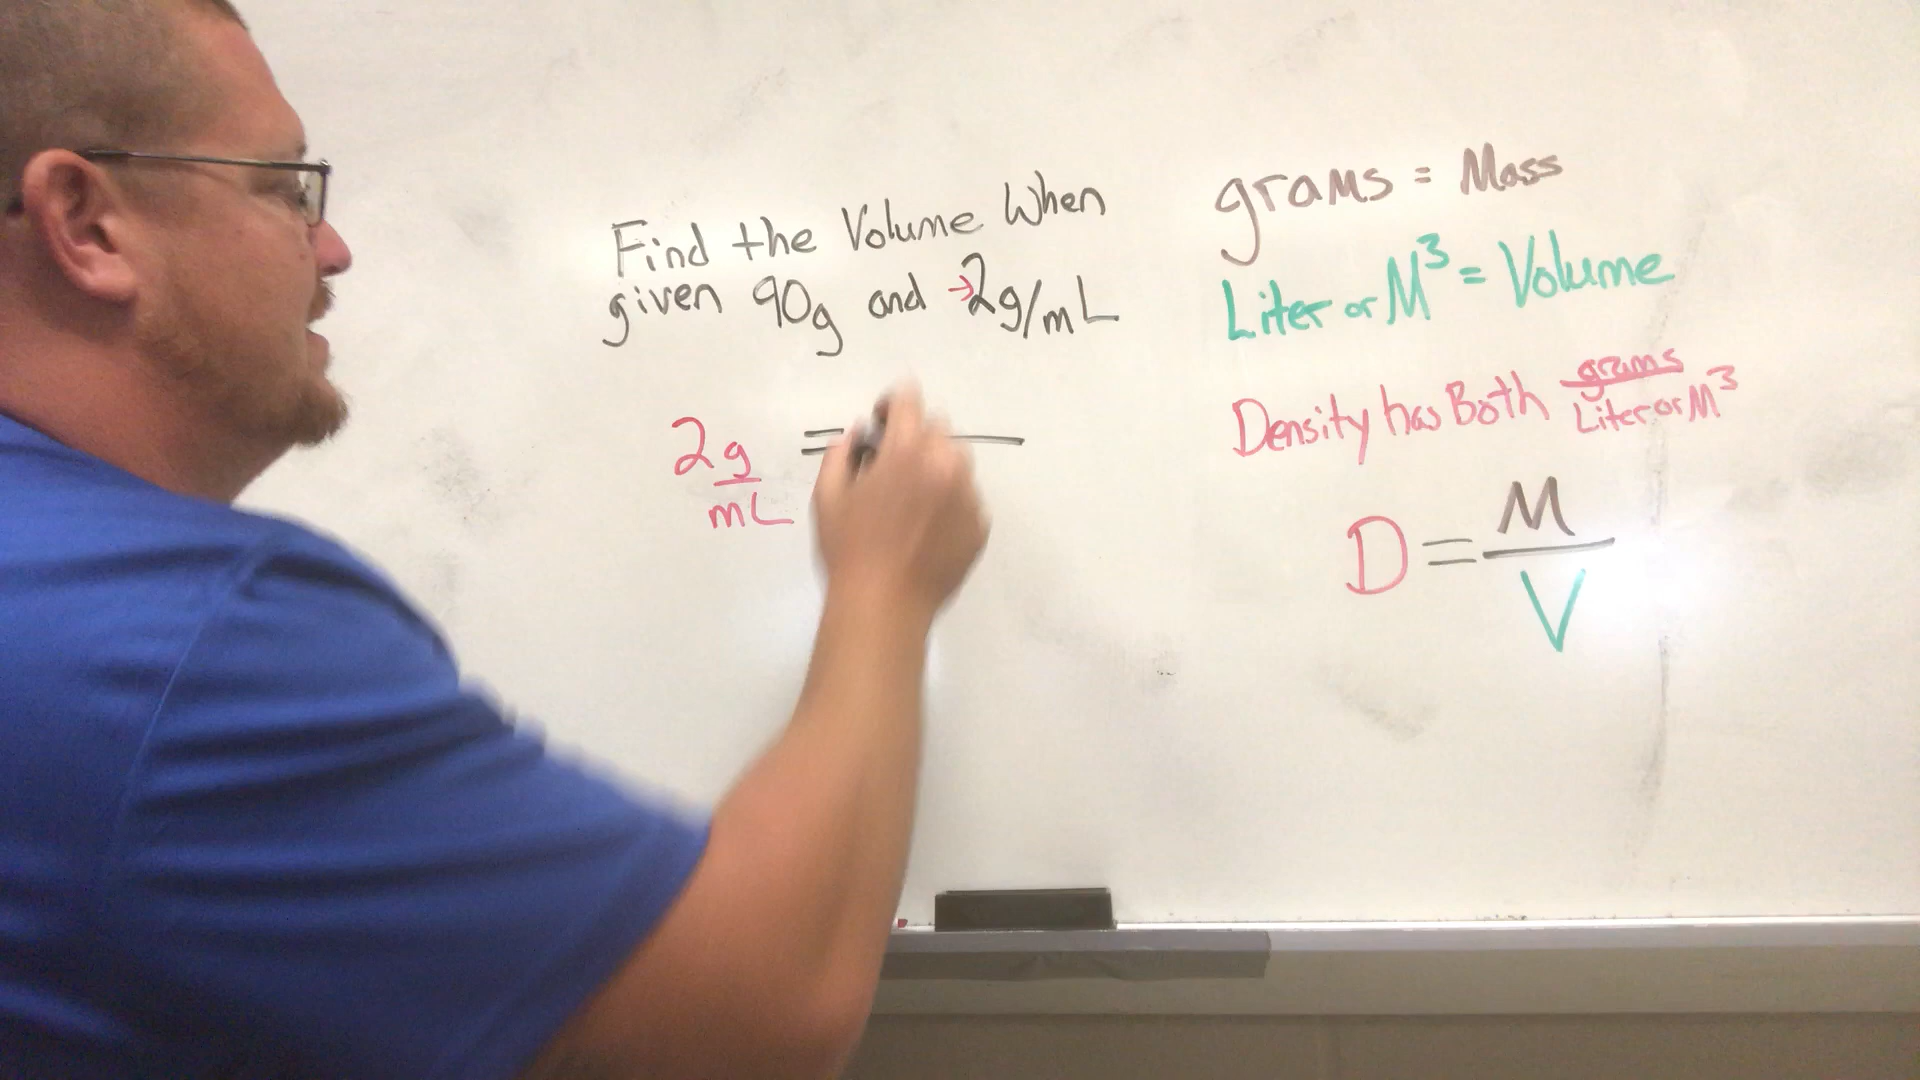 Find the Volume When
given 90g and →2g/mL
2g = 
mL
grams = Mass
Liter or M³ = Volume
Density has Both grams
Liter or M³
D = M
V